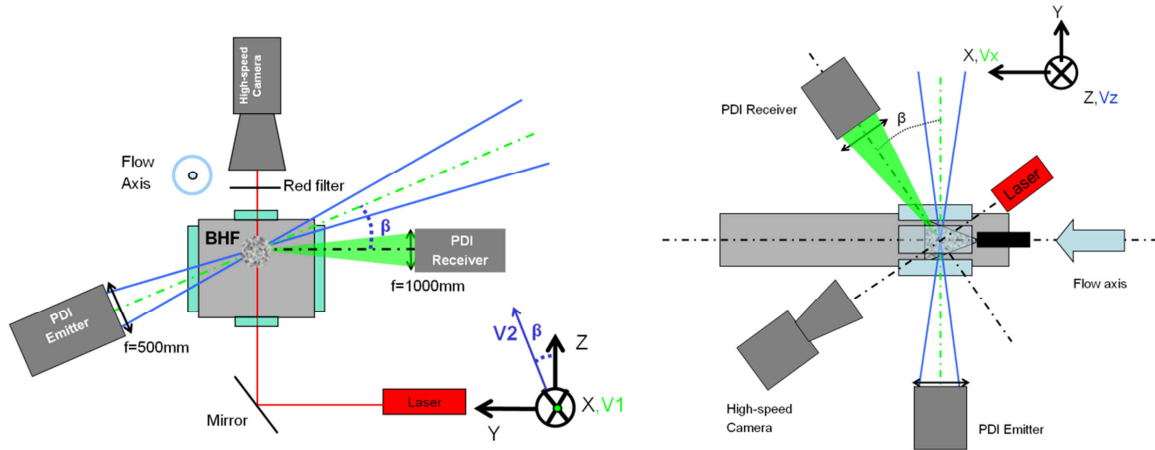 High-speed
Camera
Flow
Axis
Red filter
BHF
β
PDI
Receiver
f=1000mm
PDI
Emitter
f=500mm
V2
β
Z
Laser
Mirror
Y
X,V1
Y
X,Vx
Z,Vz
PDI Receiver
β
Laser
Flow axis
High-speed
Camera
PDI Emitter